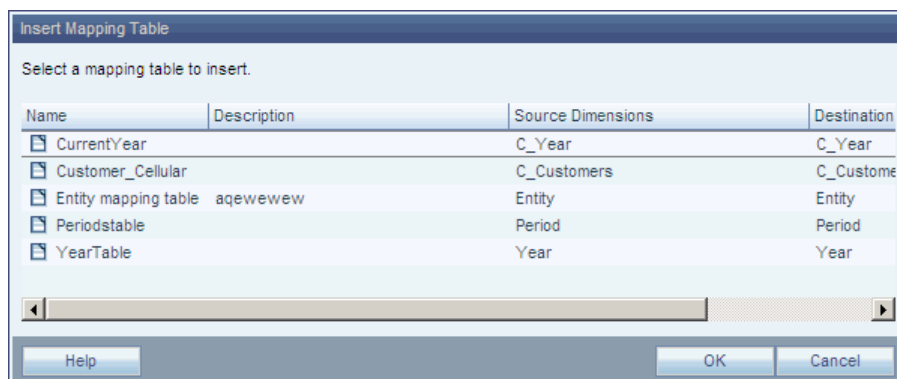 Insert Mapping Table
Select a mapping table to insert.
Name Description Source Dimensions Destination
CurrentYear C_Year C_Year
Customer_Cellular C_Customers C_Custome
Entity mapping table aqewewew Entity Entity
Periodstable Period Period
YearTable Year Year
Help OK Cancel